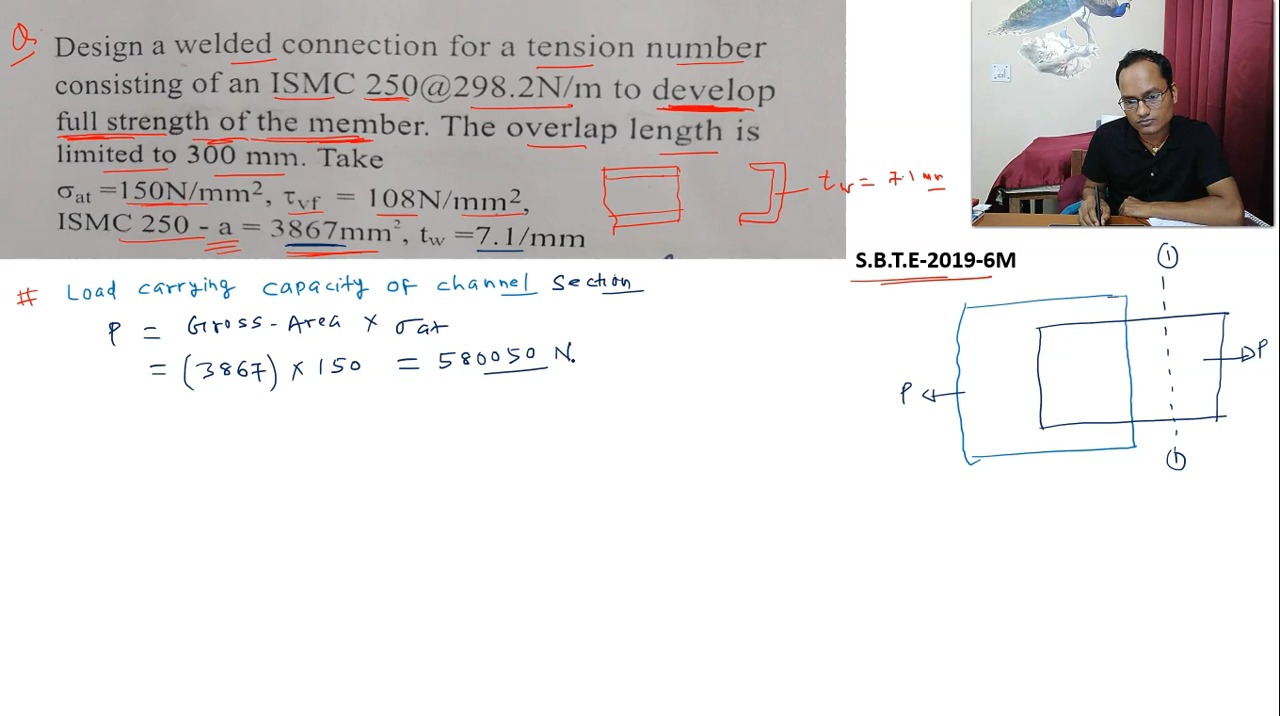 Q. Design a welded connection for a tension number
consisting of an ISMC 250@298.2N/m to develop
full strength of the member. The overlap length is
limited to 300 mm. Take
σat =150N/mm², τvf = 108N/mm²,
ISMC 250 - a = 3867mm², tw =7.1/mm
tw = 7.1 mm
S.B.T.E-2019-6M
# Load carrying capacity of channel section
P = Gross-Area × σat
= (3867) × 150 = 580050 N.
①
P
P
①